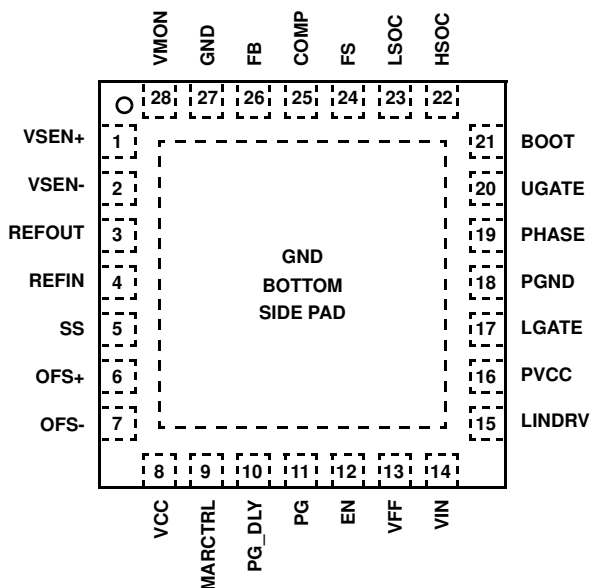 VMON
GND
FB
COMP
FS
LSOC
HSOC
28
27
26
25
24
23
22
VSEN+
1
VSEN-
2
REFOUT
3
REFIN
4
SS
5
OFS+
6
OFS-
7
GND
BOTTOM
SIDE PAD
21
BOOT
20
UGATE
19
PHASE
18
PGND
17
LGATE
16
PVCC
15
LINDRV
8
9
10
11
12
13
14
VCC
MARCTRL
PG_DLY
PG
EN
VFF
VIN